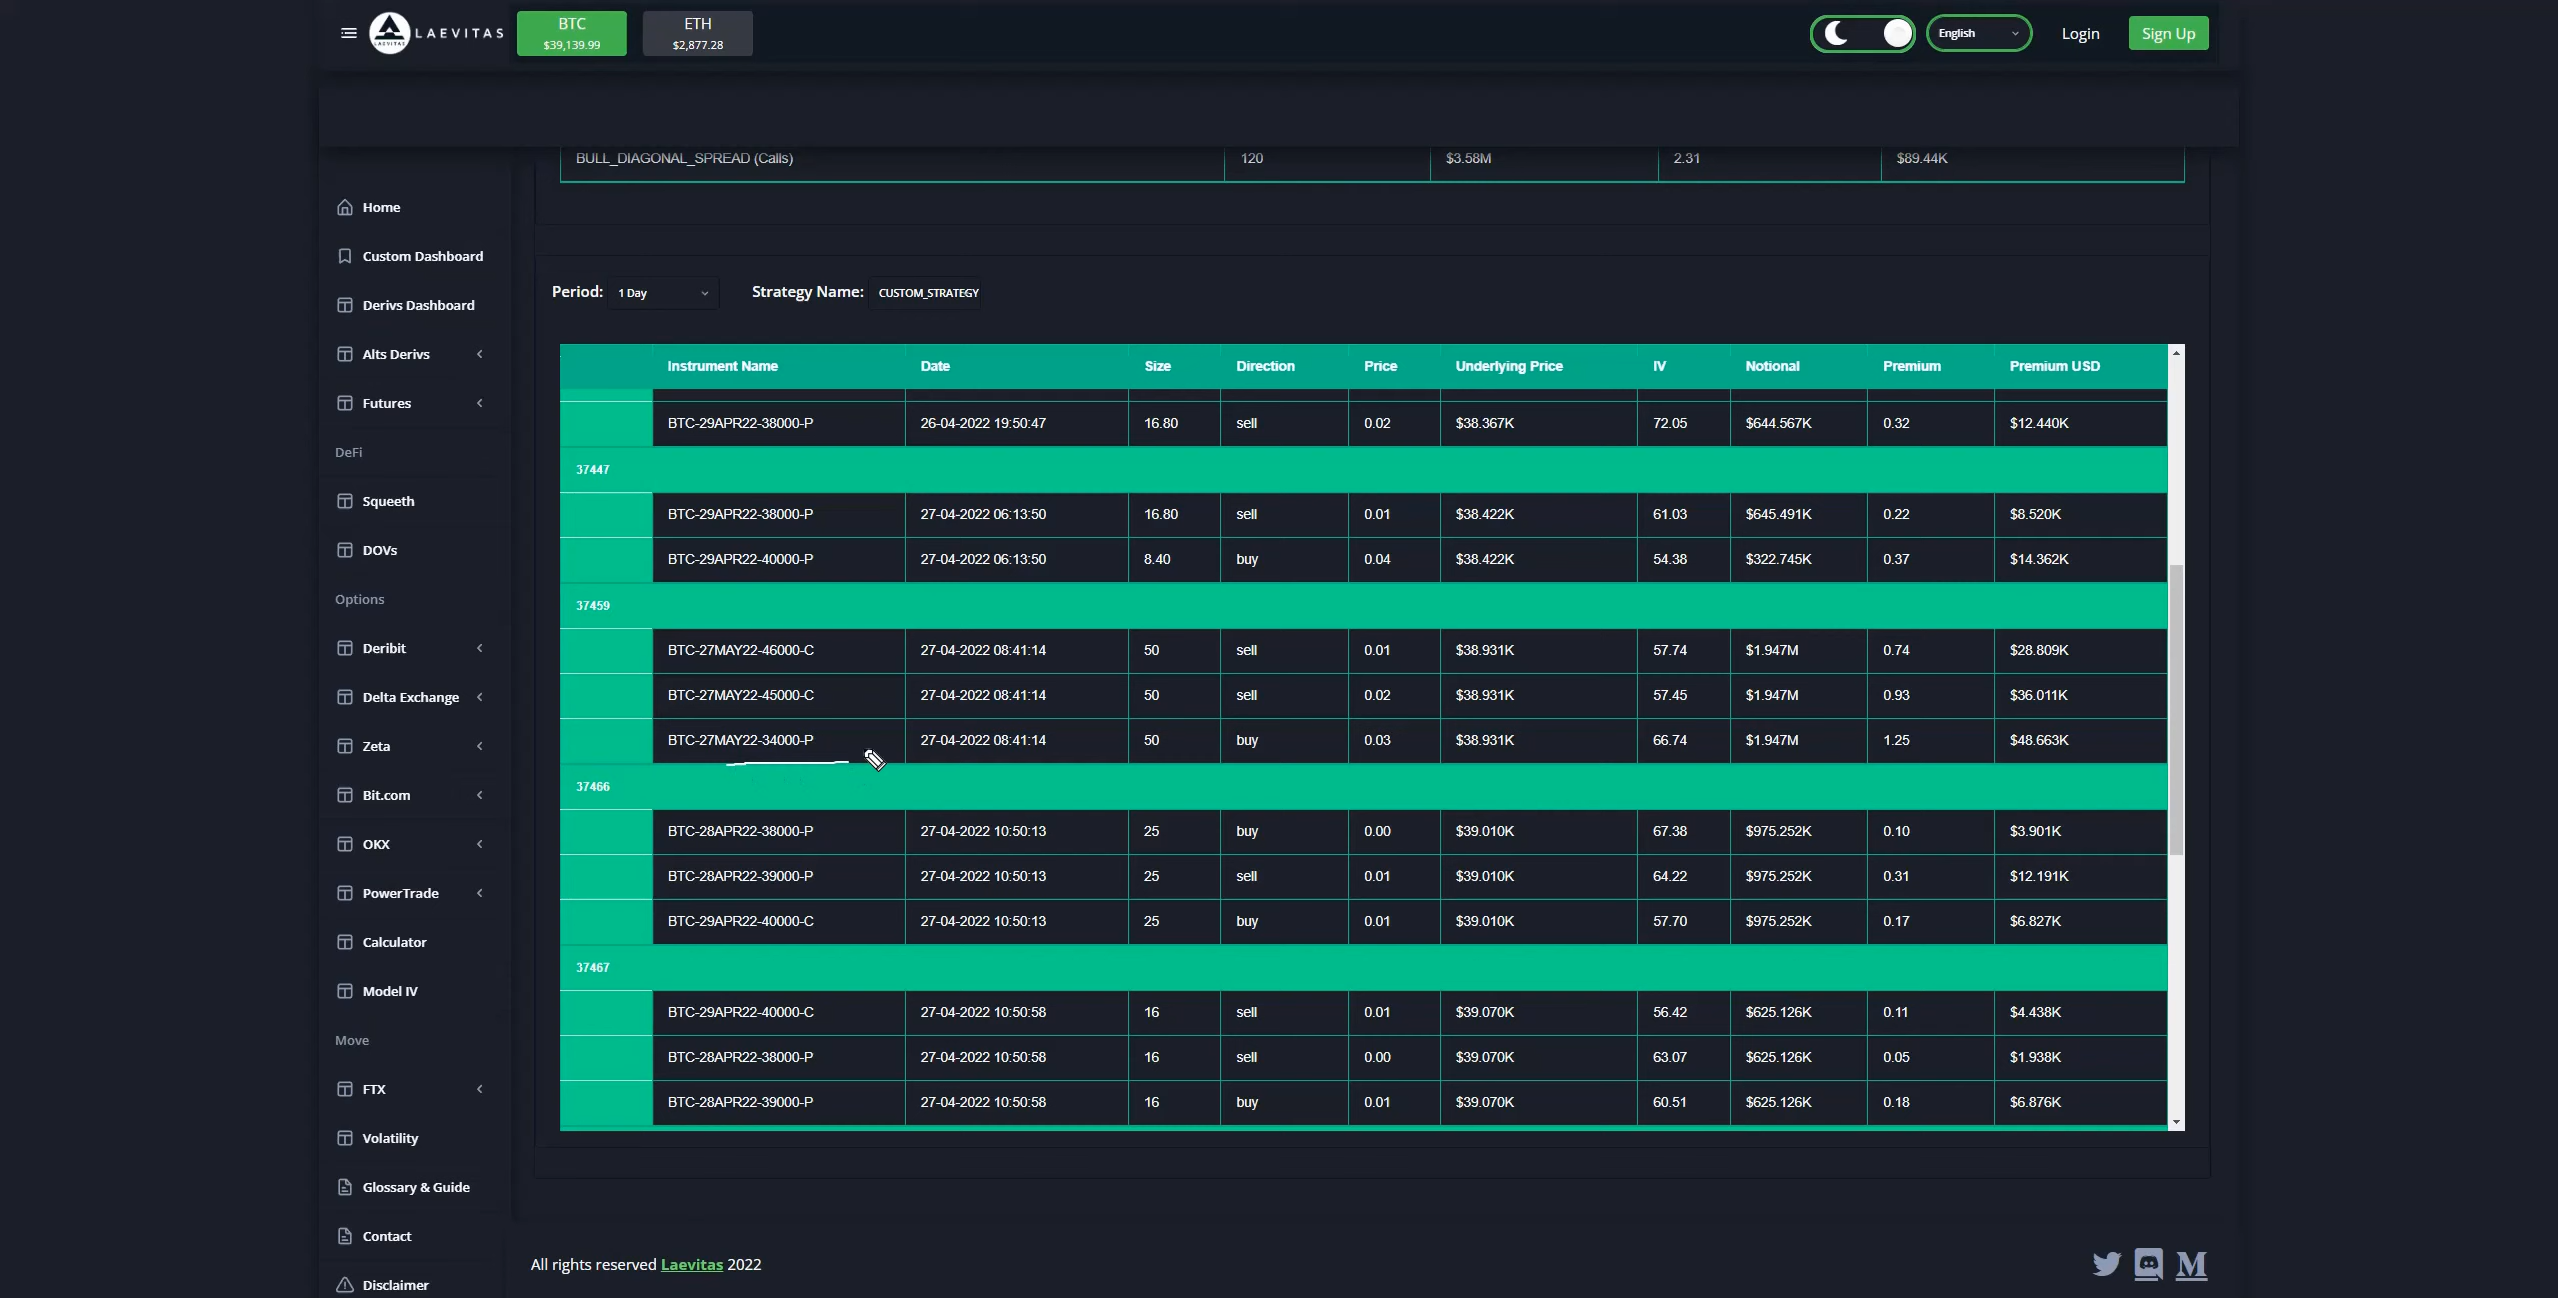 LAEVITAS
BTC
$39,139.99
ETH
$2,877.28
English
Login
Sign Up
BULL_DIAGONAL_SPREAD (Calls) 120 $3.58M 2.31 $89.44K
Home
Custom Dashboard
Derivs Dashboard
Alts Derivs
Futures
DeFi
Squeeth
DOVs
Options
Deribit
Delta Exchange
Zeta
Bit.com
OKX
PowerTrade
Calculator
Model IV
Move
FTX
Volatility
Glossary & Guide
Contact
Disclaimer
Period: 1 Day Strategy Name: CUSTOM_STRATEGY
Instrument Name Date Size Direction Price Underlying Price IV Notional Premium Premium USD
BTC-29APR22-38000-P 26-04-2022 19:50:47 16.80 sell 0.02 $38.367K 72.05 $644.567K 0.32 $12.440K
37447
BTC-29APR22-38000-P 27-04-2022 06:13:50 16.80 sell 0.01 $38.422K 61.03 $645.491K 0.22 $8.520K
BTC-29APR22-40000-P 27-04-2022 06:13:50 8.40 buy 0.04 $38.422K 54.38 $322.745K 0.37 $14.362K
37459
BTC-27MAY22-46000-C 27-04-2022 08:41:14 50 sell 0.01 $38.931K 57.74 $1.947M 0.74 $28.809K
BTC-27MAY22-45000-C 27-04-2022 08:41:14 50 sell 0.02 $38.931K 57.45 $1.947M 0.93 $36.011K
BTC-27MAY22-34000-P 27-04-2022 08:41:14 50 buy 0.03 $38.931K 66.74 $1.947M 1.25 $48.663K
37466
BTC-28APR22-38000-P 27-04-2022 10:50:13 25 buy 0.00 $39.010K 67.38 $975.252K 0.10 $3.901K
BTC-28APR22-39000-P 27-04-2022 10:50:13 25 sell 0.01 $39.010K 64.22 $975.252K 0.31 $12.191K
BTC-29APR22-40000-C 27-04-2022 10:50:13 25 buy 0.01 $39.010K 57.70 $975.252K 0.17 $6.827K
37467
BTC-29APR22-40000-C 27-04-2022 10:50:58 16 sell 0.01 $39.070K 56.42 $625.126K 0.11 $4.438K
BTC-28APR22-38000-P 27-04-2022 10:50:58 16 sell 0.00 $39.070K 63.07 $625.126K 0.05 $1.938K
BTC-28APR22-39000-P 27-04-2022 10:50:58 16 buy 0.01 $39.070K 60.51 $625.126K 0.18 $6.876K
All rights reserved Laevitas 2022